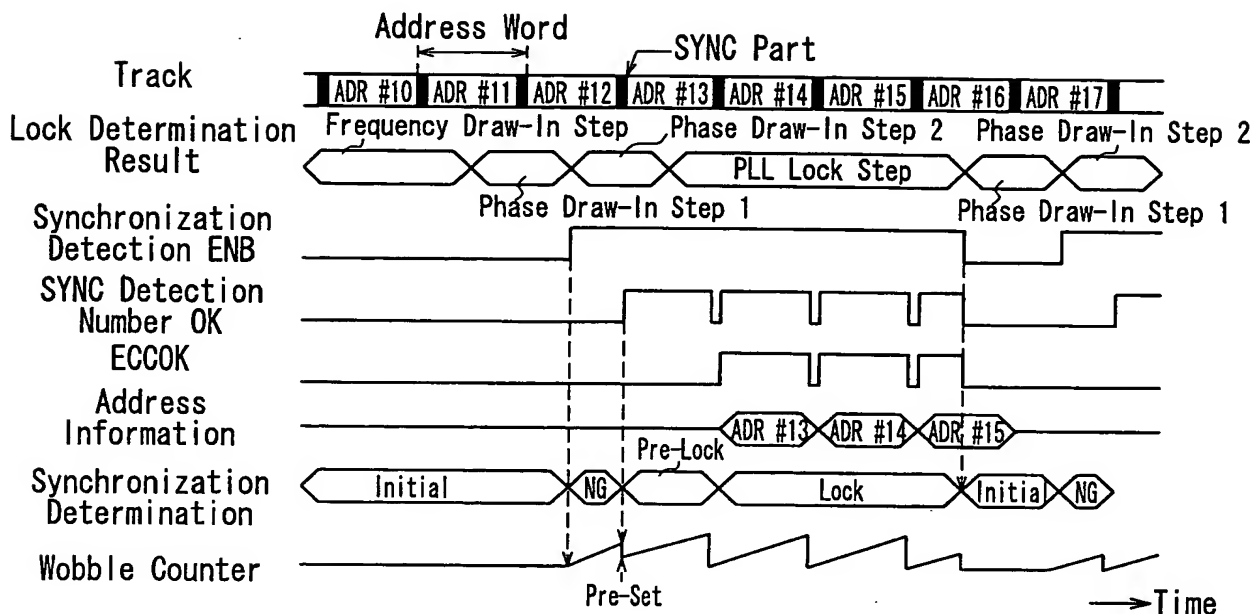 Address Word
SYNC Part
Track
ADR #10 ADR #11 ADR #12 ADR #13 ADR #14 ADR #15 ADR #16 ADR #17
Lock Determination
Result
Frequency Draw-In Step
Phase Draw-In Step 2
Phase Draw-In Step 2
PLL Lock Step
Phase Draw-In Step 1
Phase Draw-In Step 1
Synchronization
Detection ENB
SYNC Detection
Number OK
ECCOK
Address
Information
ADR #13 ADR #14 ADR #15
Pre-Lock
Synchronization
Determination
Initial NG Lock Initial NG
Wobble Counter
Pre-Set
Time